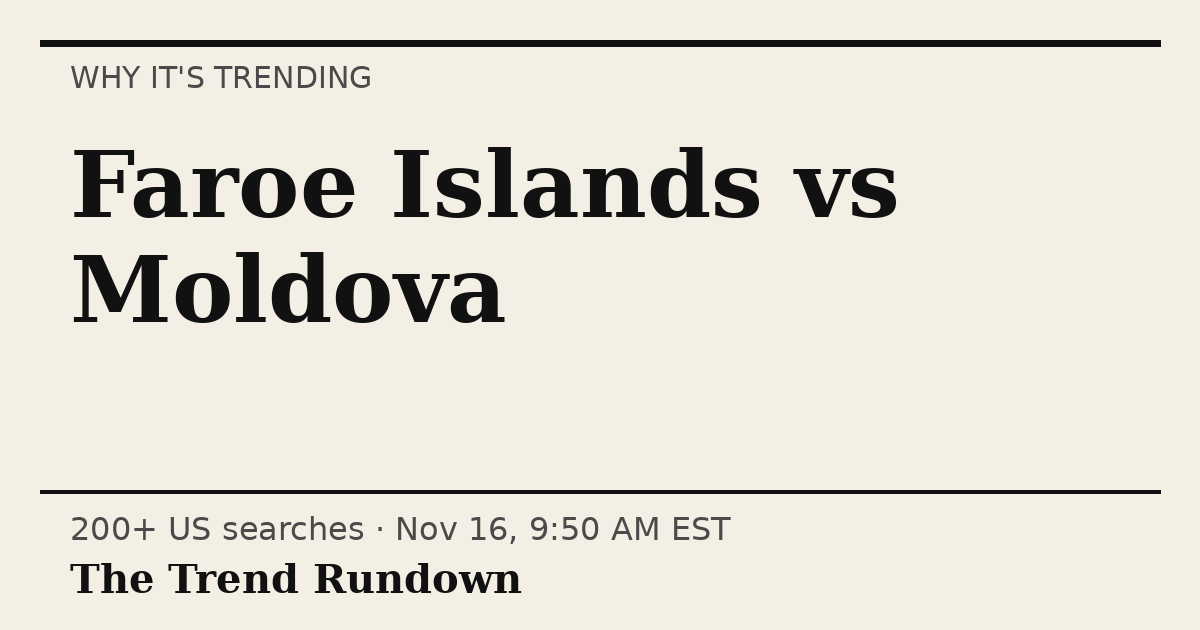 WHY IT'S TRENDING
Faroe Islands vs
Moldova
200+ US searches · Nov 16, 9:50 AM EST
The Trend Rundown